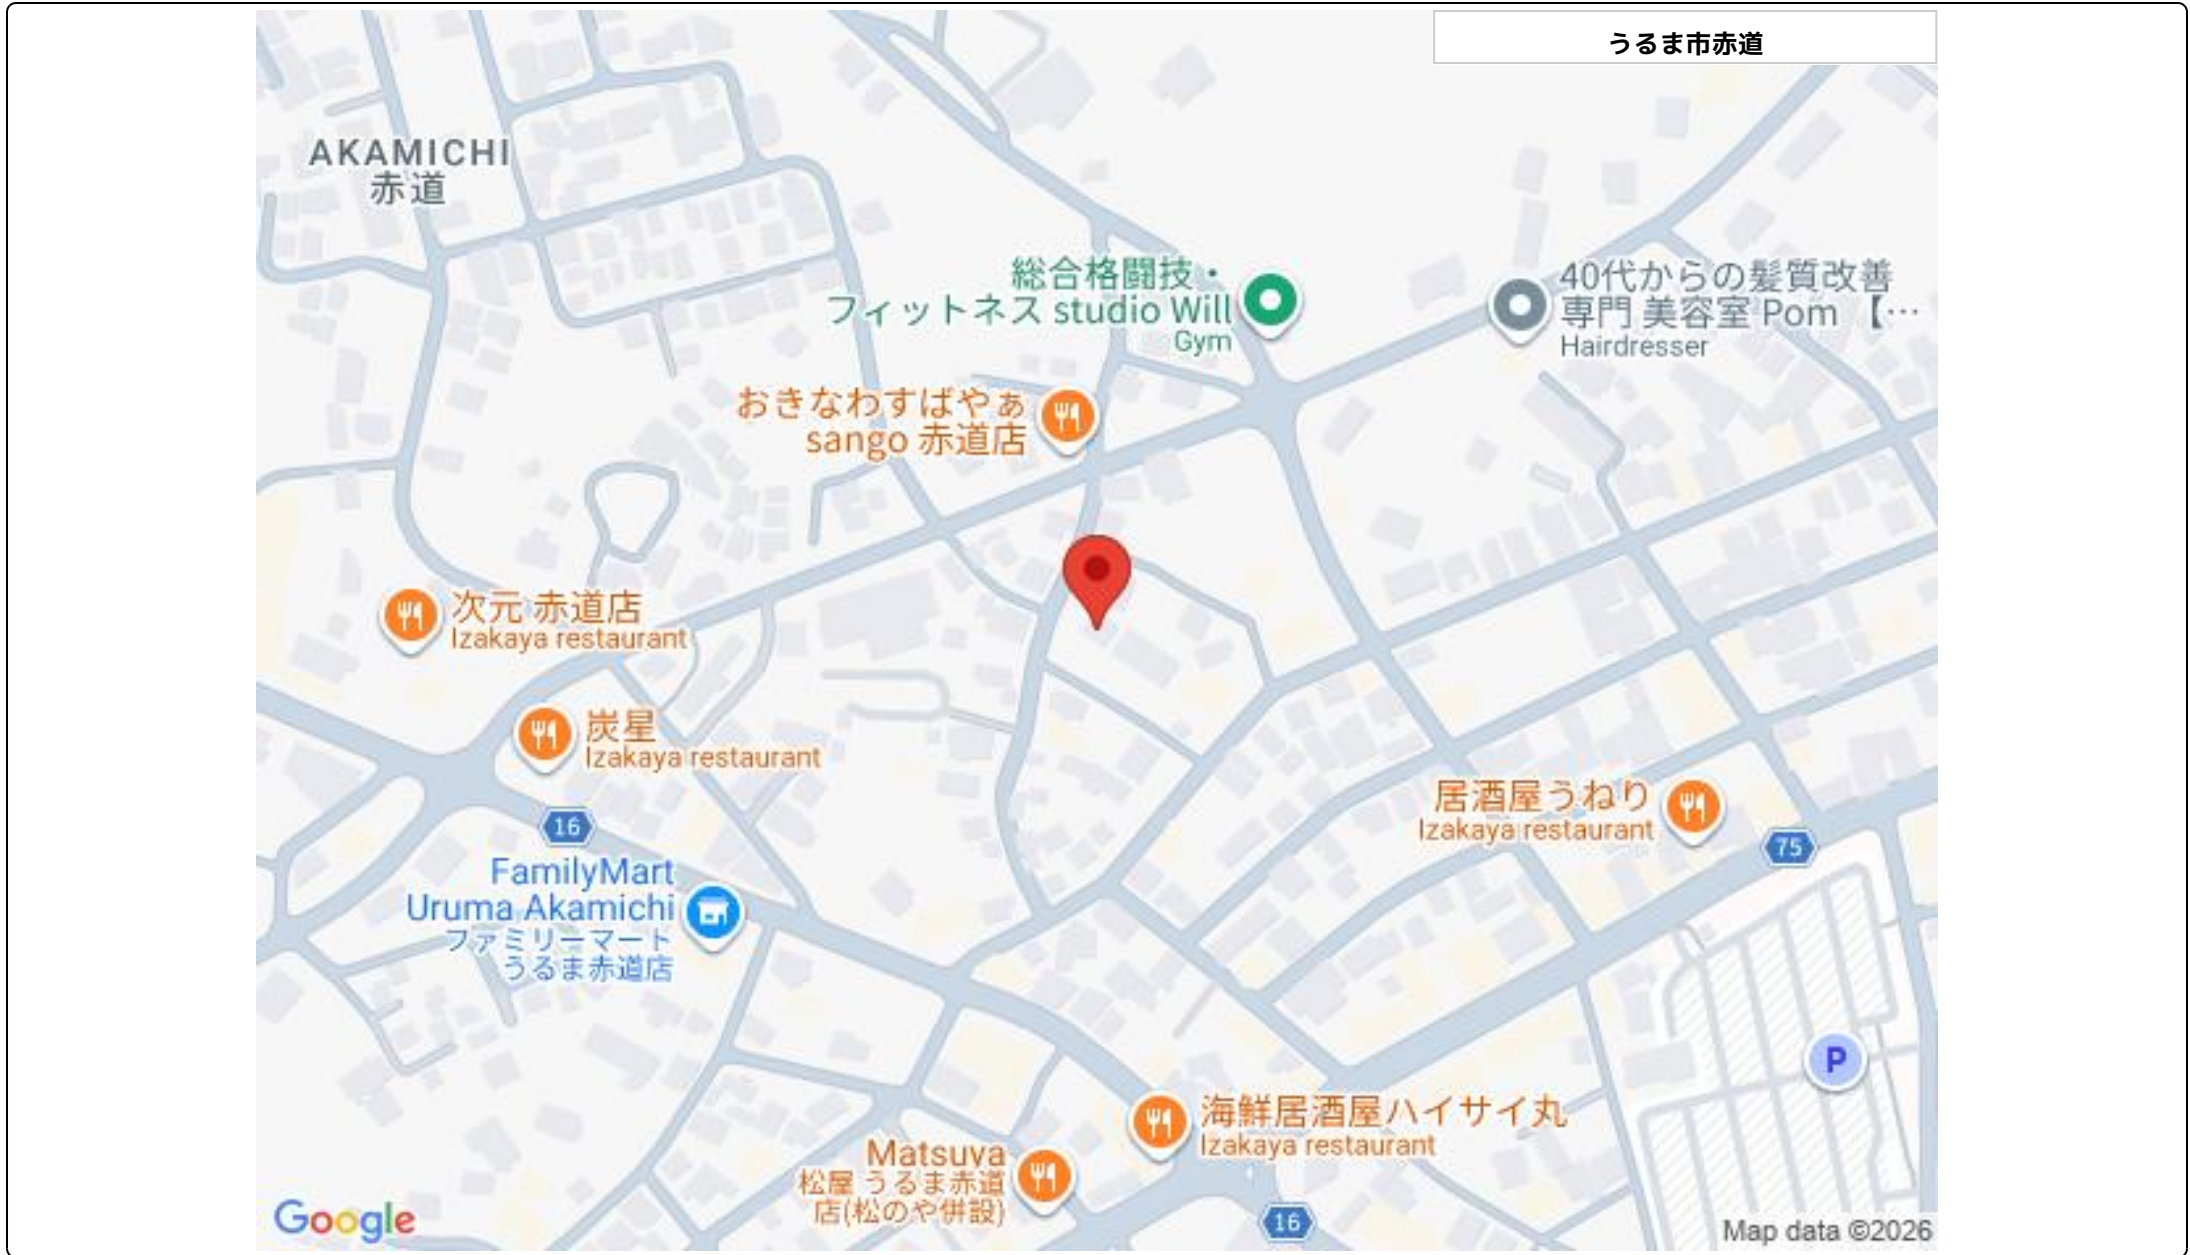 うるま市赤道
AKAMICHI
赤道
総合格闘技・
フィットネス studio Will
Gym
40代からの髪質改善
専門 美容室 Pom 【…
Hairdresser
おきなわすばやぁ
sango 赤道店
次元 赤道店
Izakaya restaurant
炭星
Izakaya restaurant
16
居酒屋うねり
Izakaya restaurant
75
FamilyMart
Uruma Akamichi
ファミリーマート
うるま赤道店
P
海鮮居酒屋ハイサイ丸
Izakaya restaurant
Matsuya
松屋 うるま赤道
店(松のや併設)
16
Google
Map data ©2026